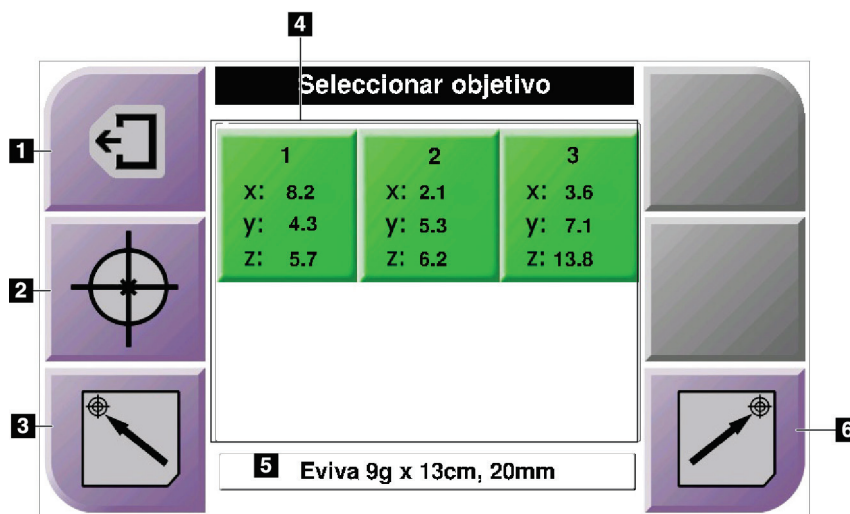 4
Seleccionar objetivo
1
1 2 3
x: 8.2 x: 2.1 x: 3.6
y: 4.3 y: 5.3 y: 7.1
z: 5.7 z: 6.2 z: 13.8
2
3
6
5 Eviva 9g x 13cm, 20mm